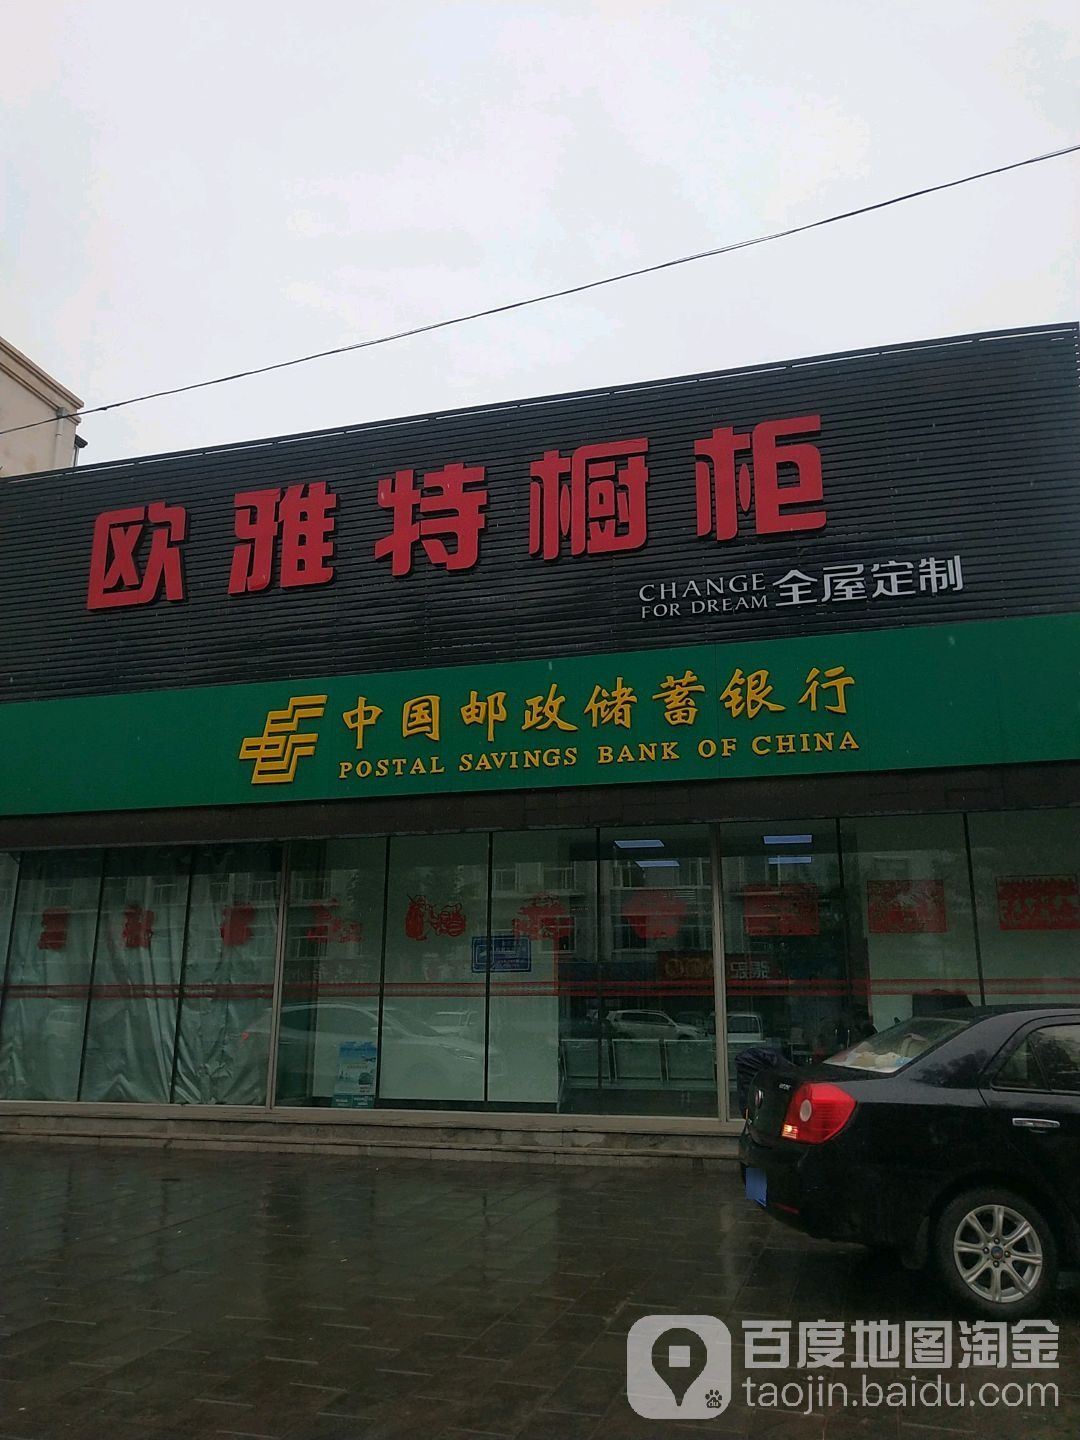 欧雅特橱柜
CHANGE
FOR DREAM
全屋定制
中国邮政储蓄银行
POSTAL SAVINGS BANK OF CHINA
百度地图淘金
taojin.baidu.com